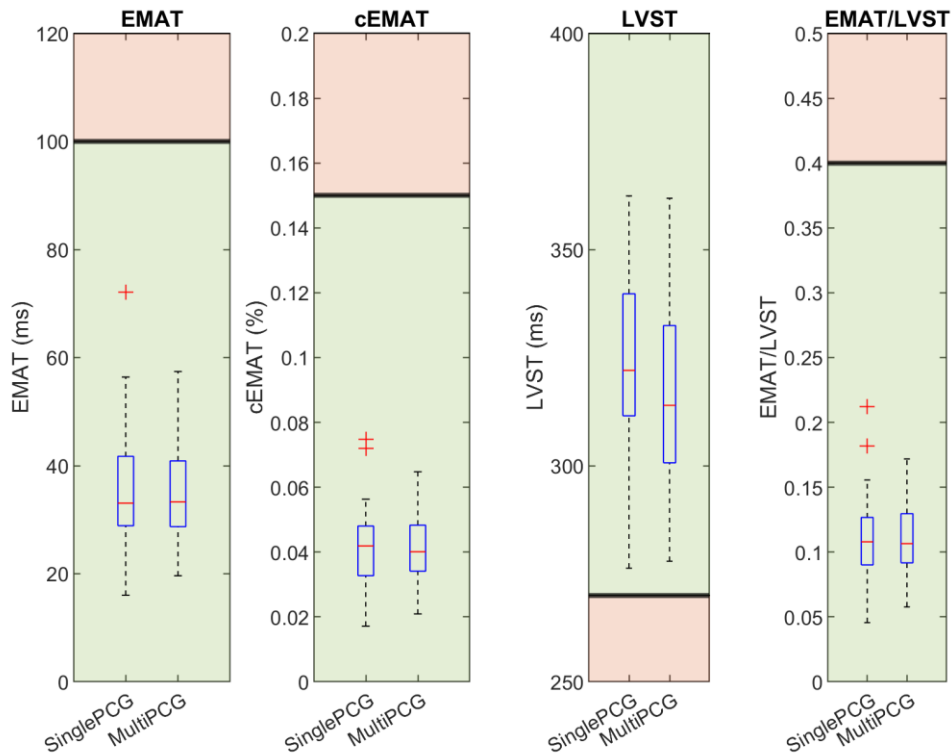 EMAT
cEMAT
LVST
EMAT/LVST
120
100
80
60
40
20
0
EMAT (ms)
SinglePCG
MultiPCG
0.2
0.18
0.16
0.14
0.12
0.1
0.08
0.06
0.04
0.02
0
cEMAT (%)
SinglePCG
MultiPCG
400
350
300
250
LVST (ms)
SinglePCG
MultiPCG
0.5
0.45
0.4
0.35
0.3
0.25
0.2
0.15
0.1
0.05
0
EMAT/LVST
SinglePCG
MultiPCG